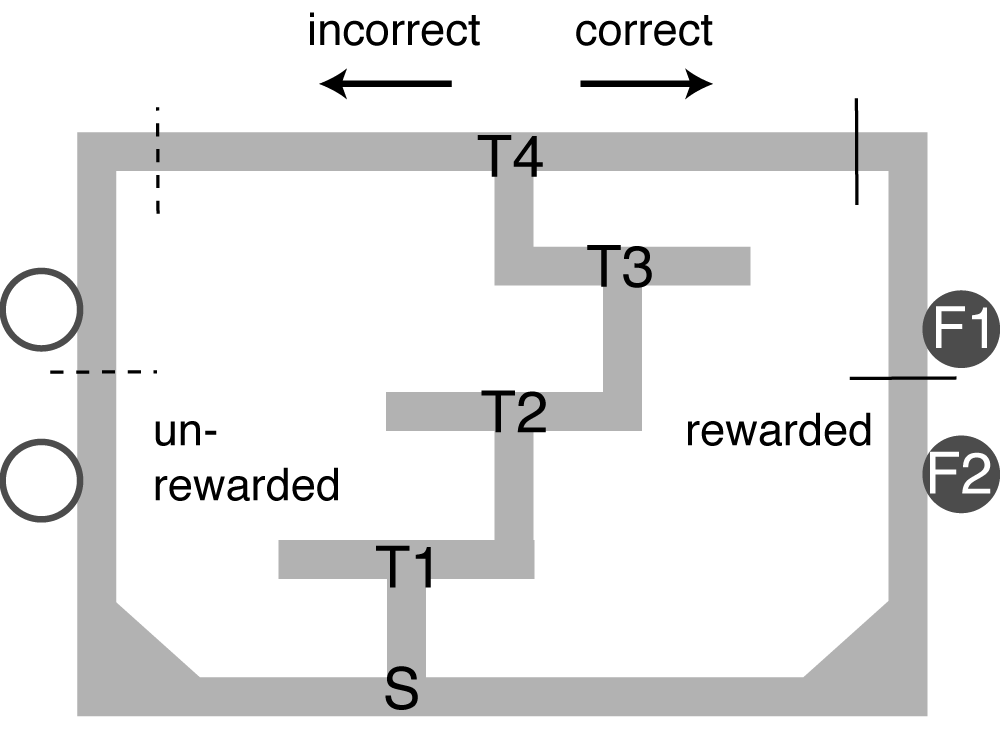 incorrect
correct
T4
T3
F1
T2
un-
rewarded
rewarded
F2
T1
S